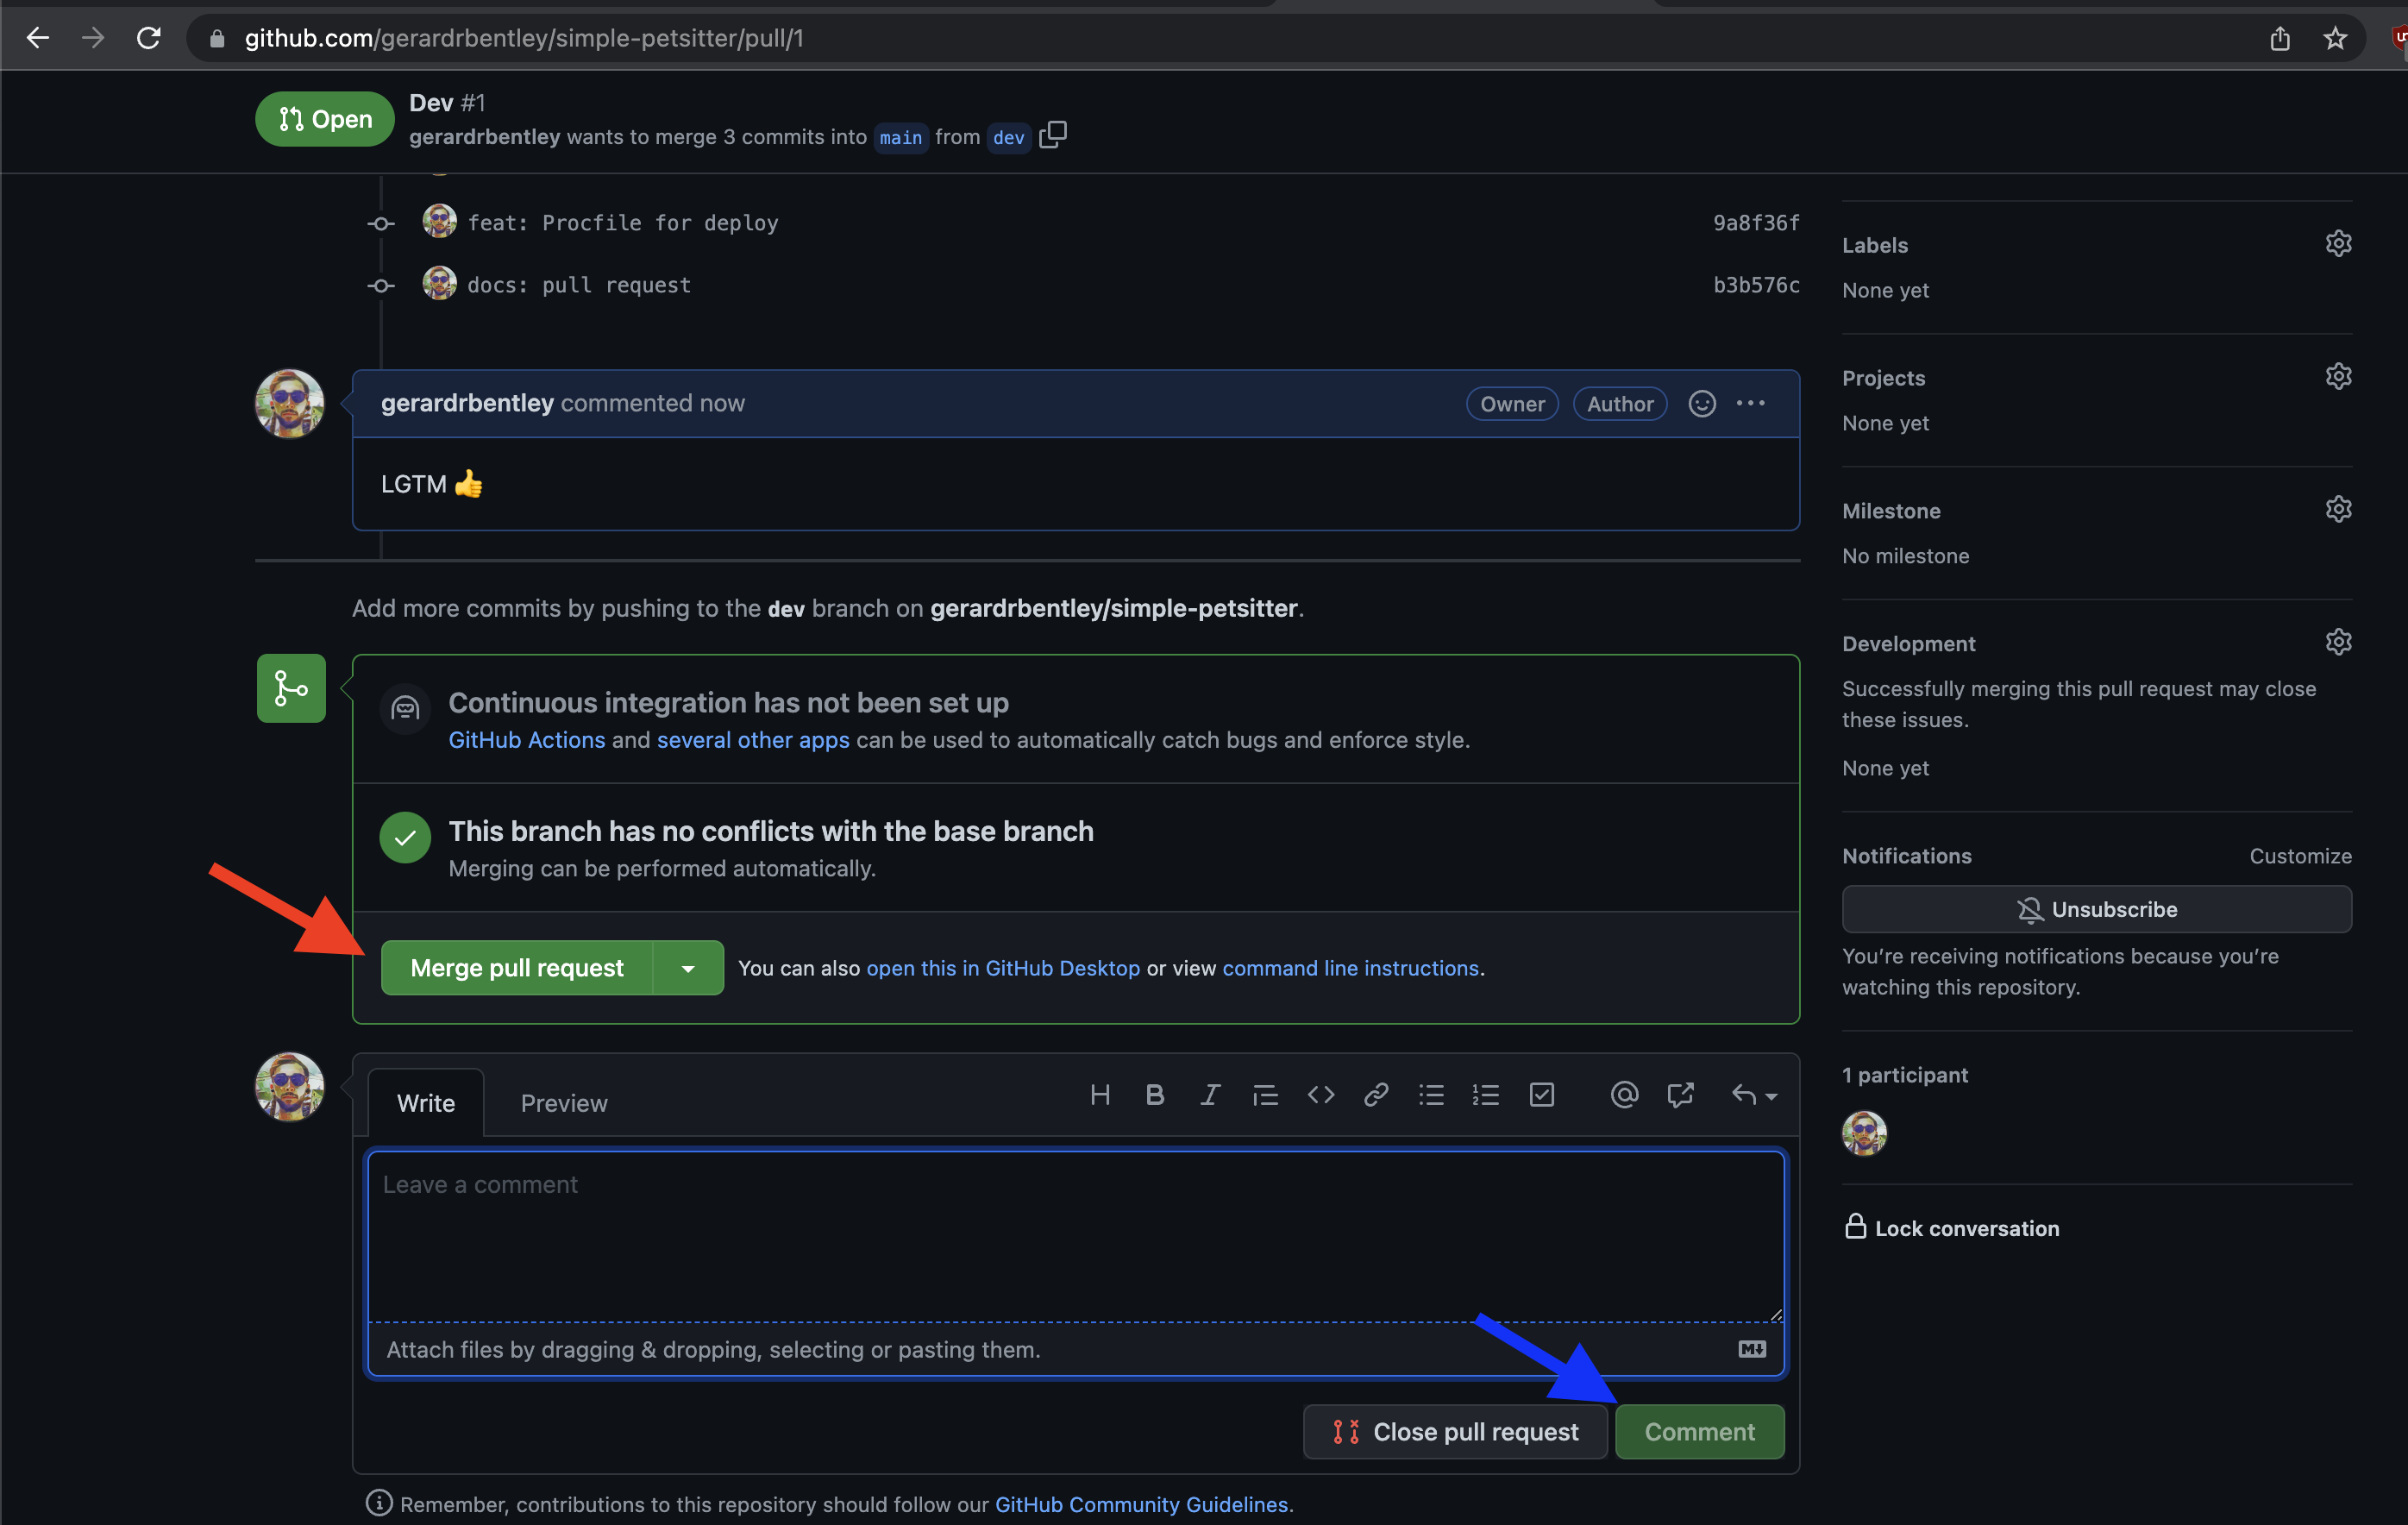 github.com/gerardrbentley/simple-petsitter/pull/1
Open
Dev #1
gerardrbentley wants to merge 3 commits into main from dev
feat: Procfile for deploy 9a8f36f
docs: pull request b3b576c
gerardrbentley commented now Owner Author
LGTM 👍
Add more commits by pushing to the dev branch on gerardrbentley/simple-petsitter.
Continuous integration has not been set up
GitHub Actions and several other apps can be used to automatically catch bugs and enforce style.
This branch has no conflicts with the base branch
Merging can be performed automatically.
Merge pull request You can also open this in GitHub Desktop or view command line instructions.
Write Preview
Leave a comment
Attach files by dragging & dropping, selecting or pasting them.
Close pull request Comment
Remember, contributions to this repository should follow our GitHub Community Guidelines.
Labels
None yet
Projects
None yet
Milestone
No milestone
Development
Successfully merging this pull request may close
these issues.
None yet
Notifications Customize
Unsubscribe
You're receiving notifications because you're
watching this repository.
1 participant
Lock conversation